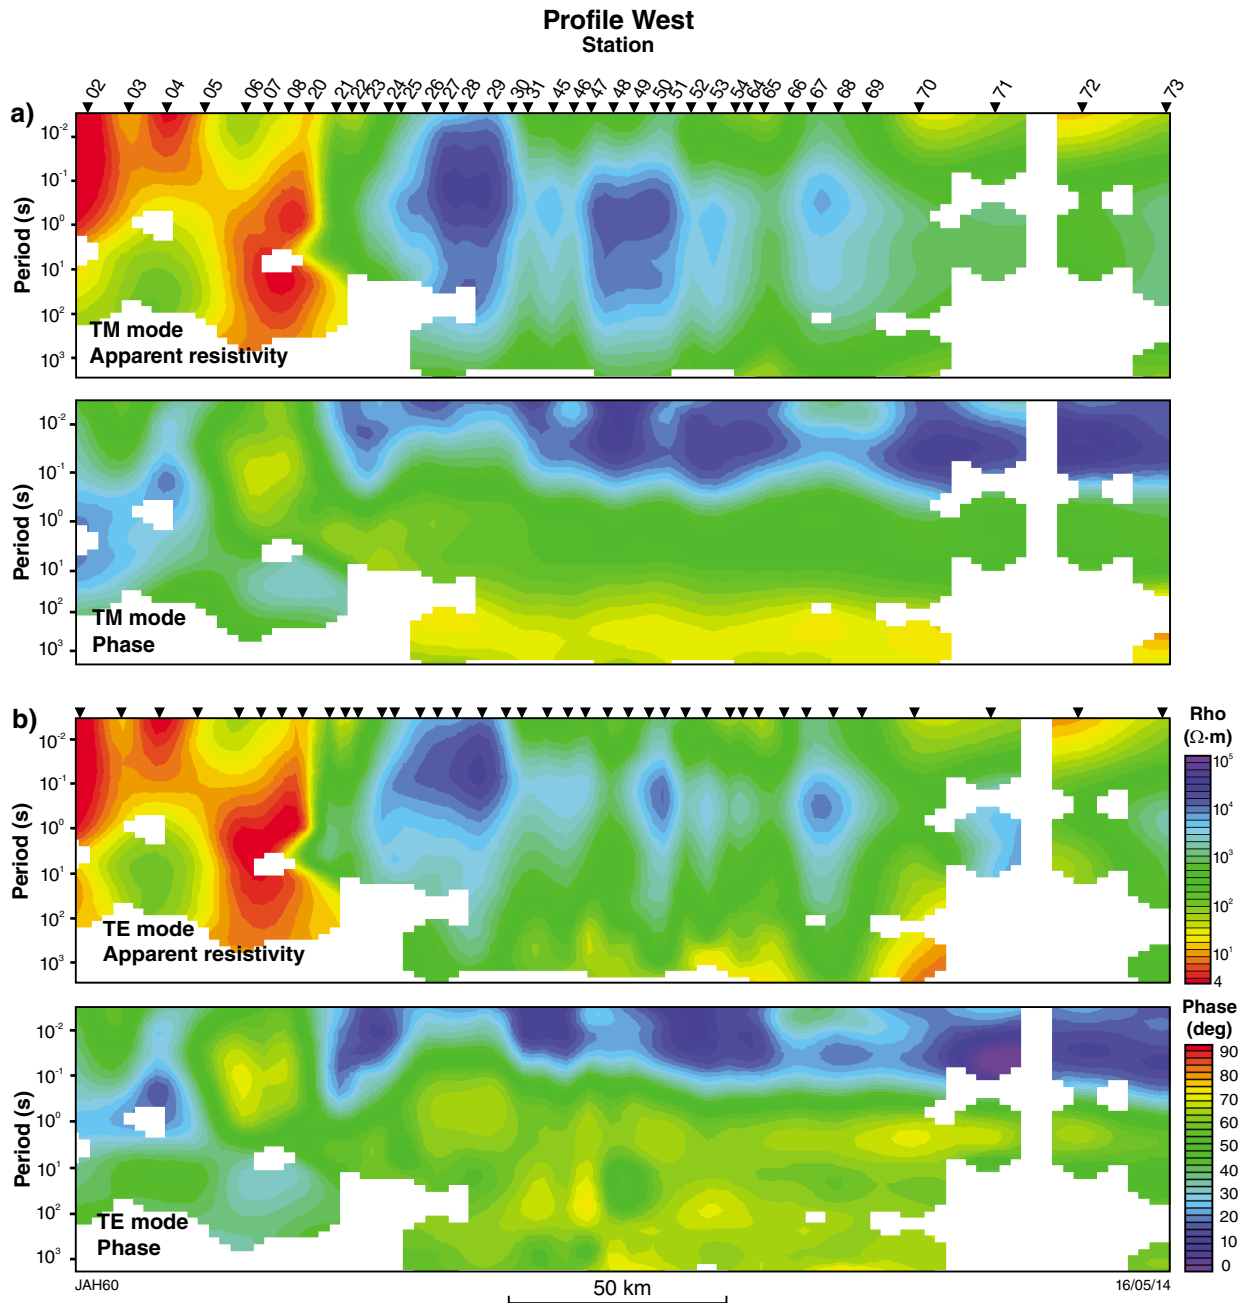 Profile West
Station
02 03 04 05 06 07 08 20 21 22 23 24 25 26 27 28 29 30 31 45 46 47 48 49 50 51 52 53 54 64 65 66 67 68 69 70 71 72 73
a)
Period (s)
10⁻²
10⁻¹
10⁰
10¹
10²
10³
TM mode
Apparent resistivity
Period (s)
10⁻²
10⁻¹
10⁰
10¹
10²
10³
TM mode
Phase
b)
Period (s)
10⁻²
10⁻¹
10⁰
10¹
10²
10³
TE mode
Apparent resistivity
Rho
(Ω·m)
10⁵
10⁴
10³
10²
10¹
4
Period (s)
10⁻²
10⁻¹
10⁰
10¹
10²
10³
TE mode
Phase
Phase
(deg)
90
80
70
60
50
40
30
20
10
0
JAH60
50 km
16/05/14